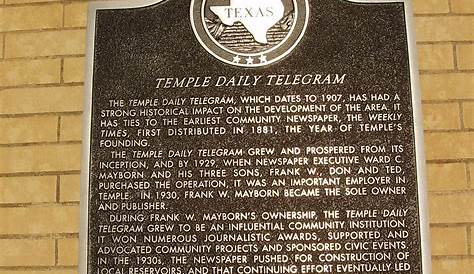 TEXAS
TEMPLE DAILY TELEGRAM
THE TEMPLE DAILY TELEGRAM, WHICH DATES TO 1907, HAS HAD A
STRONG HISTORICAL IMPACT ON THE DEVELOPMENT OF THE AREA. IT
HAS TIES TO THE EARLIEST COMMUNITY NEWSPAPER, THE WEEKLY
TIMES, FIRST DISTRIBUTED IN 1881, THE YEAR OF TEMPLE'S
FOUNDING.
THE TEMPLE DAILY TELEGRAM GREW AND PROSPERED FROM ITS
INCEPTION, AND BY 1929, WHEN NEWSPAPER EXECUTIVE WARD C.
MAYBORN AND HIS THREE SONS, FRANK W., DON AND TED,
PURCHASED THE OPERATION, IT WAS AN IMPORTANT EMPLOYER IN
TEMPLE. IN 1930, FRANK W. MAYBORN BECAME THE SOLE OWNER
AND PUBLISHER.
DURING FRANK W. MAYBORN'S OWNERSHIP, THE TEMPLE DAILY
TELEGRAM GREW TO BE AN INFLUENTIAL COMMUNITY INSTITUTION.
IT WON NUMEROUS JOURNALISTIC AWARDS, SUPPORTED AND
ADVOCATED COMMUNITY PROJECTS AND SPONSORED CIVIC EVENTS.
IN THE 1930s, THE NEWSPAPER PUSHED FOR CONSTRUCTION OF
LOCAL RESERVOIRS, AND THAT CONTINUING EFFORT EVENTUALLY LED